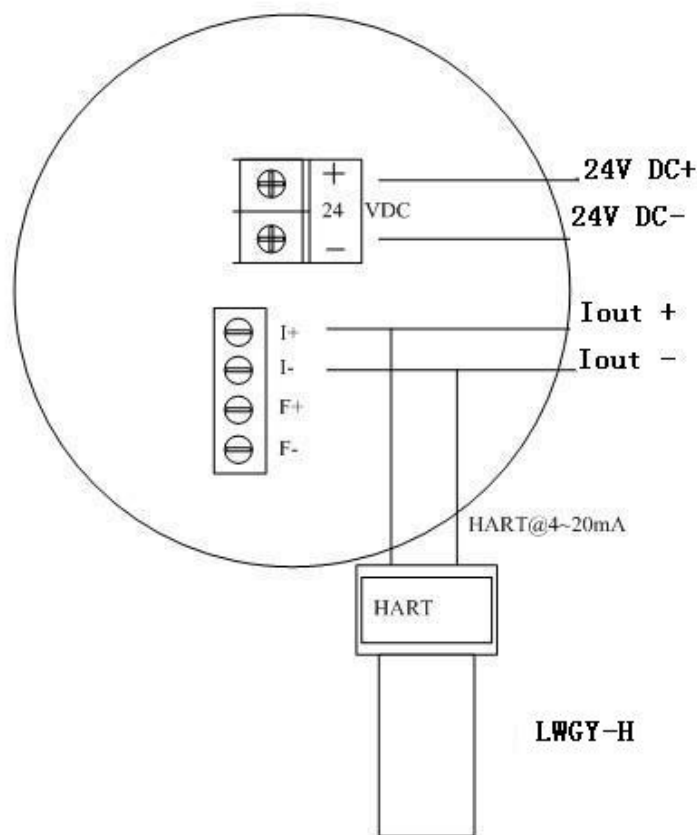 + 24V DC+
24 VDC
24V DC-
−
I+ Iout +
I- Iout -
F+
F-
HART@4~20mA
HART
LWGY-H